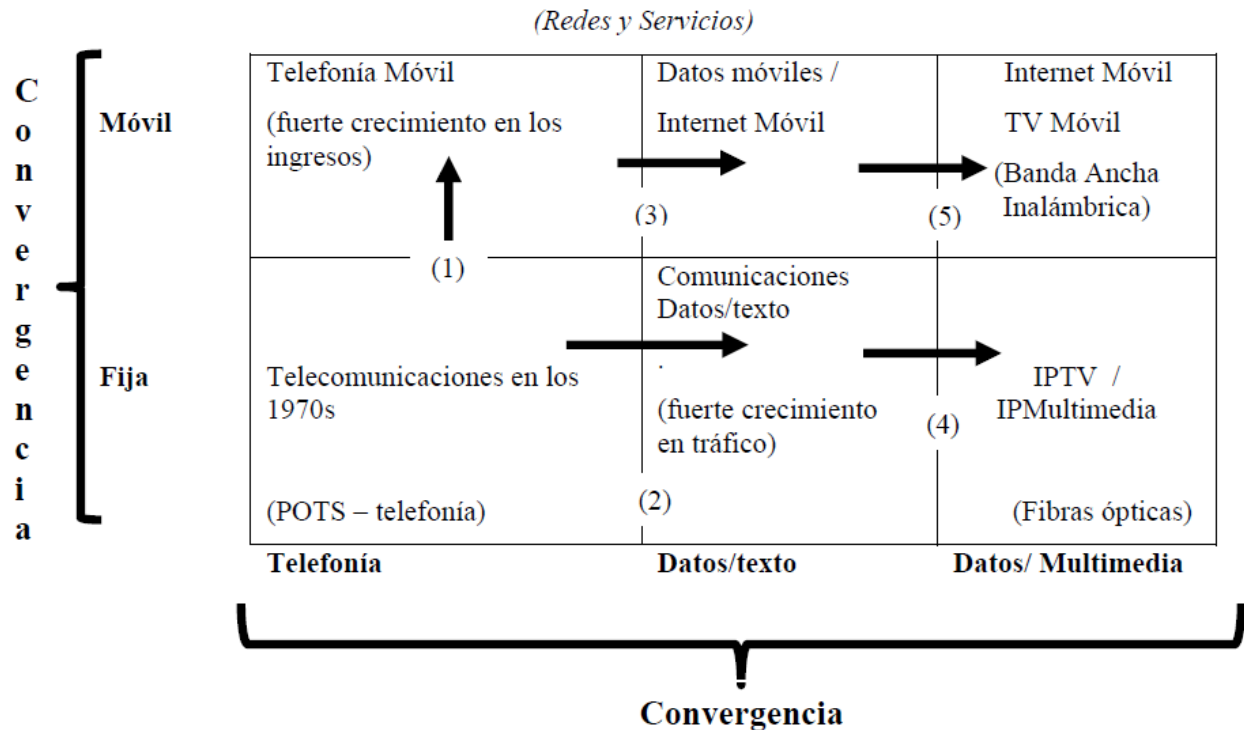 (Redes y Servicios)
Convergencia
Móvil
Telefonía Móvil
(fuerte crecimiento en los
ingresos)
Datos móviles /
Internet Móvil
Internet Móvil
TV Móvil
(Banda Ancha
Inalámbrica)
(1)
(3)
(5)
Fija
Telecomunicaciones en los
1970s
(POTS – telefonía)
Comunicaciones
Datos/texto
.
(fuerte crecimiento
en tráfico)
(2)
(4)
IPTV /
IPMultimedia
(Fibras ópticas)
Telefonía
Datos/texto
Datos/ Multimedia
Convergencia